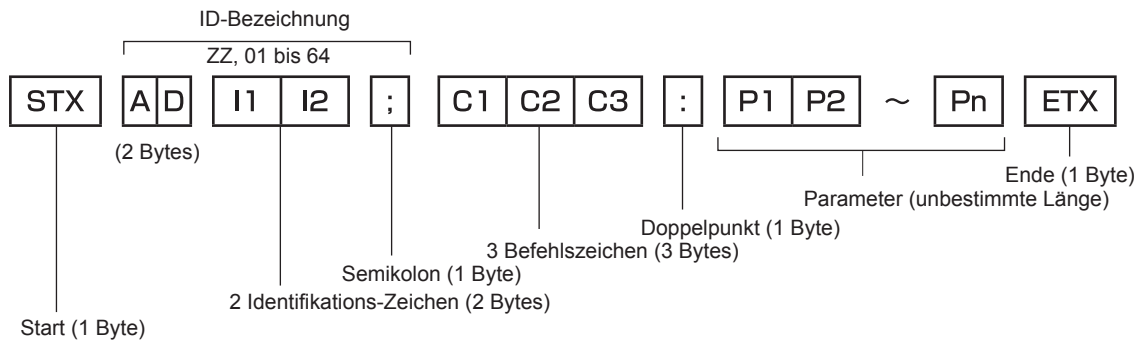 ID-Bezeichnung
ZZ, 01 bis 64
STX A D I1 I2 ; C1 C2 C3 : P1 P2 ～ Pn ETX
(2 Bytes)
Ende (1 Byte)
Parameter (unbestimmte Länge)
Doppelpunkt (1 Byte)
3 Befehlszeichen (3 Bytes)
Semikolon (1 Byte)
2 Identifikations-Zeichen (2 Bytes)
Start (1 Byte)